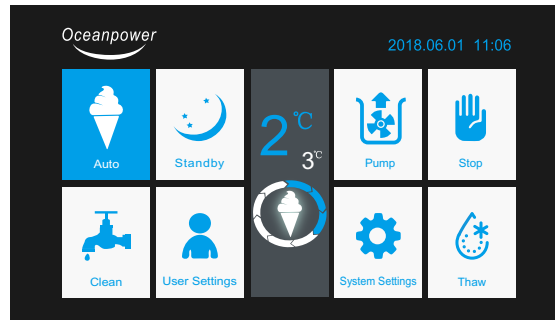 Oceanpower
2018.06.01 11:06
Auto
Standby
2℃
3℃
Pump
Stop
Clean
User Settings
System Settings
Thaw